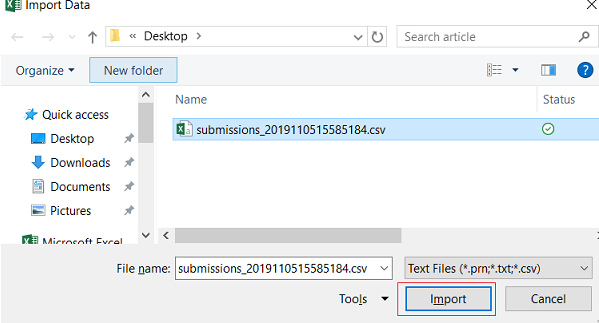 Import Data
« Desktop >
Search article
Organize
New folder
?
Name
Status
Quick access
submissions_2019110515585184.csv
Desktop
Downloads
Documents
Pictures
Microsoft Excel
File name: submissions_2019110515585184.csv
Text Files (*.prn;*.txt;*.csv)
Tools
Import
Cancel